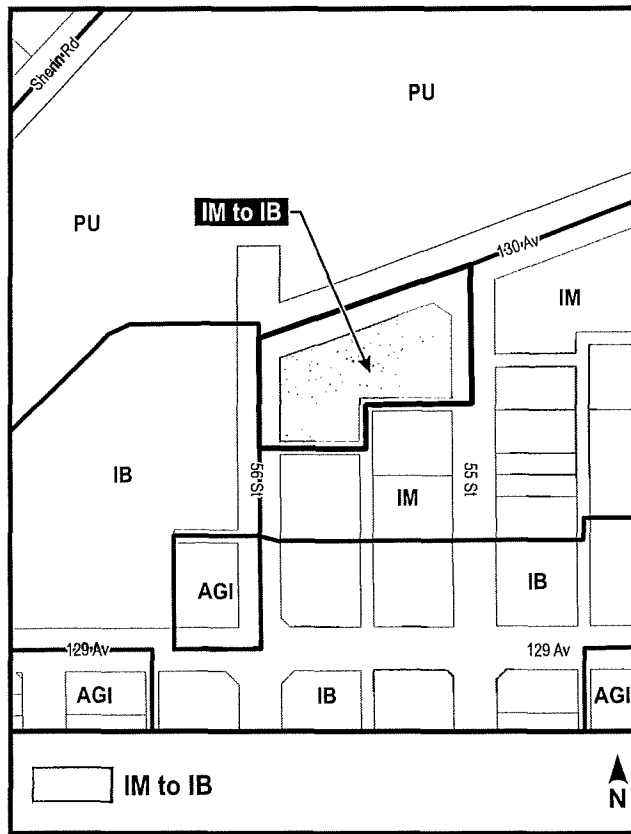 Sherin Rd
PU
PU
IM to IB
130 Av
IM
IB
56 St
55 St
IM
AGI
IB
129 Av
129 Av
AGI
IB
AGI
IM to IB
N